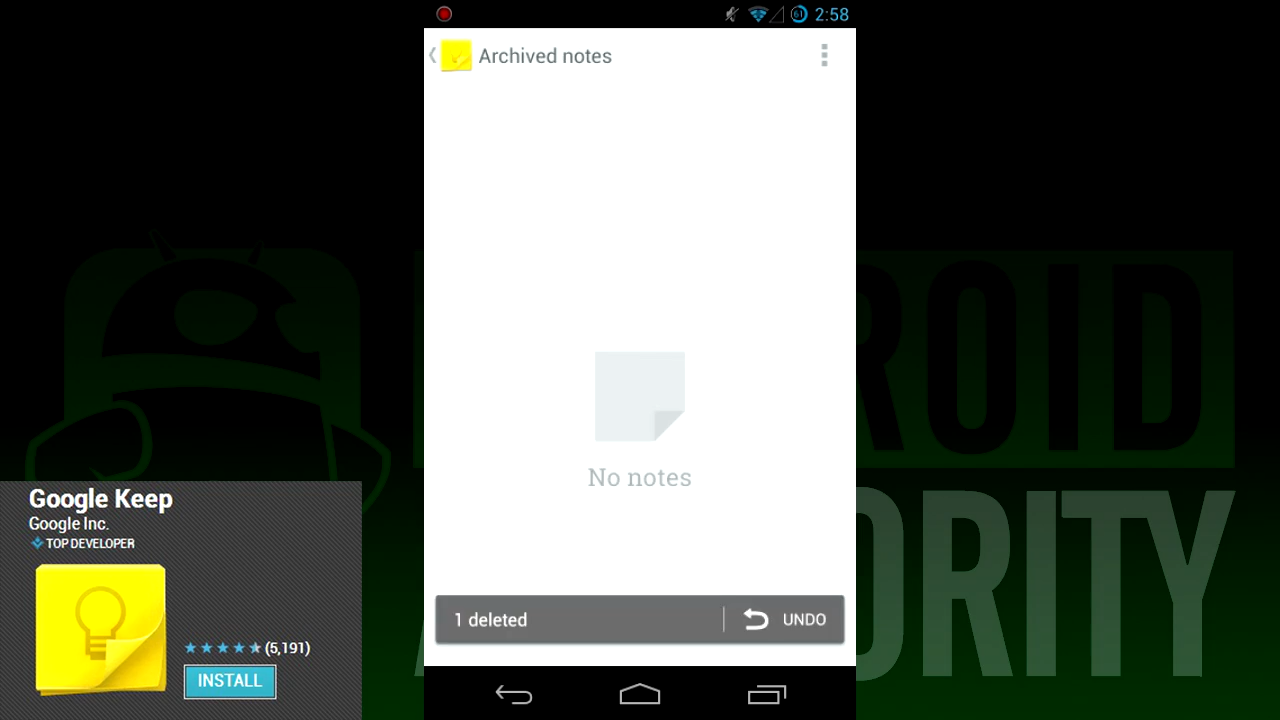 61 2:58
Archived notes
No notes
1 deleted UNDO
Google Keep
Google Inc.
TOP DEVELOPER
(5,191)
INSTALL
ROID
ORITY